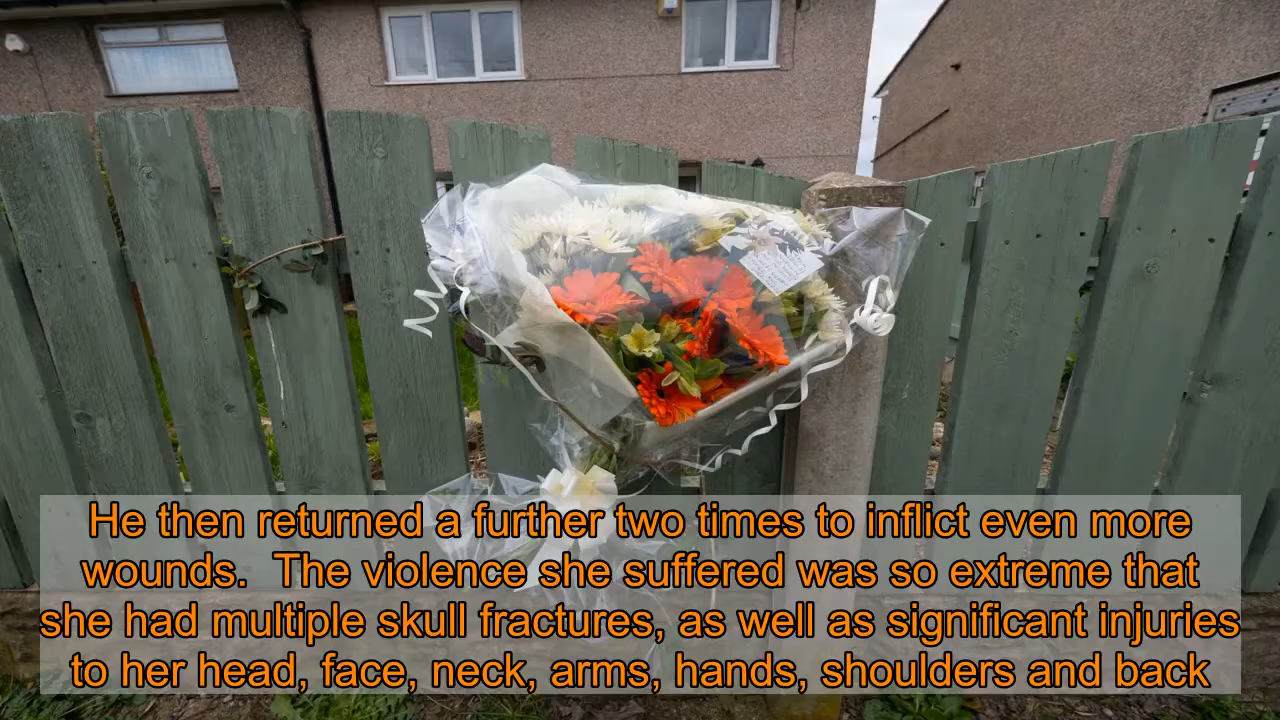 He then returned a further two times to inflict even more
wounds.  The violence she suffered was so extreme that
she had multiple skull fractures, as well as significant injuries
to her head, face, neck, arms, hands, shoulders and back